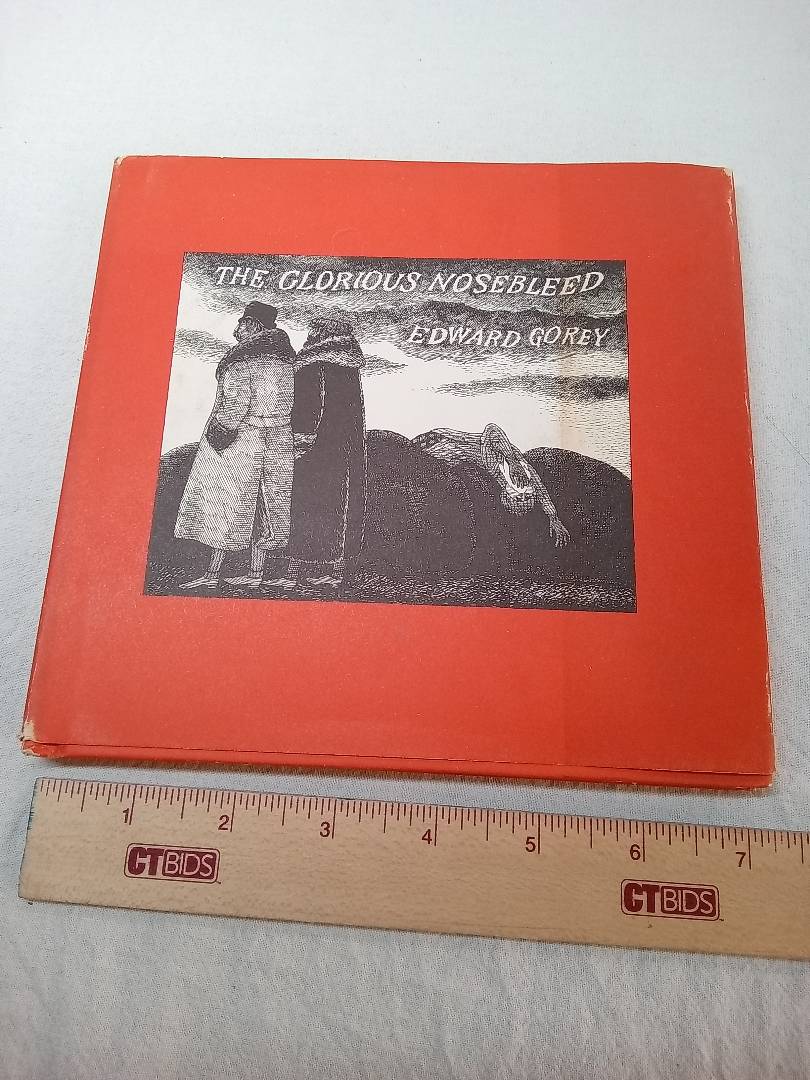 THE GLORIOUS NOSEBLEED
EDWARD GOREY
1 2 3 4 5 6 7
CTBIDS
CTBIDS